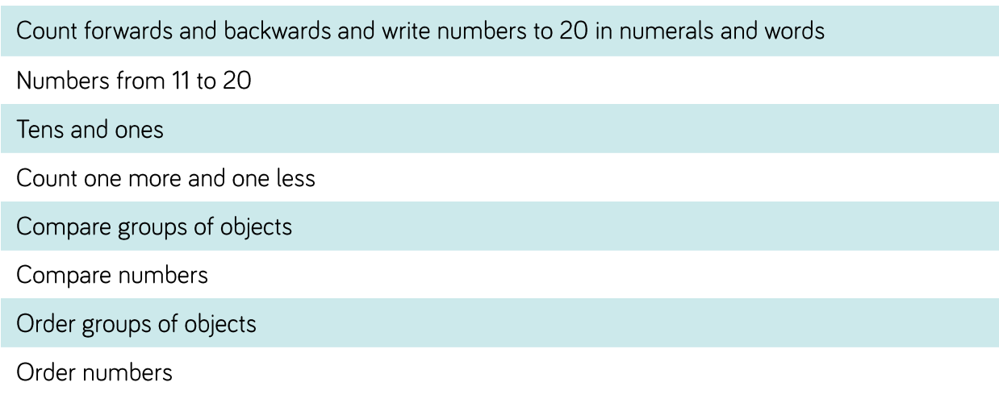 Count forwards and backwards and write numbers to 20 in numerals and words
Numbers from 11 to 20
Tens and ones
Count one more and one less
Compare groups of objects
Compare numbers
Order groups of objects
Order numbers